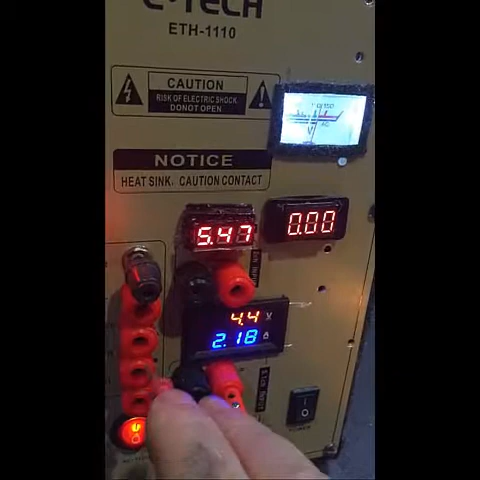 TECH
ETH-1110
CAUTION
RISK OF ELECTRIC SHOCK
DO NOT OPEN
NOTICE
HEAT SINK, CAUTION CONTACT
5.47
0.00
4.4 V
2.18 A